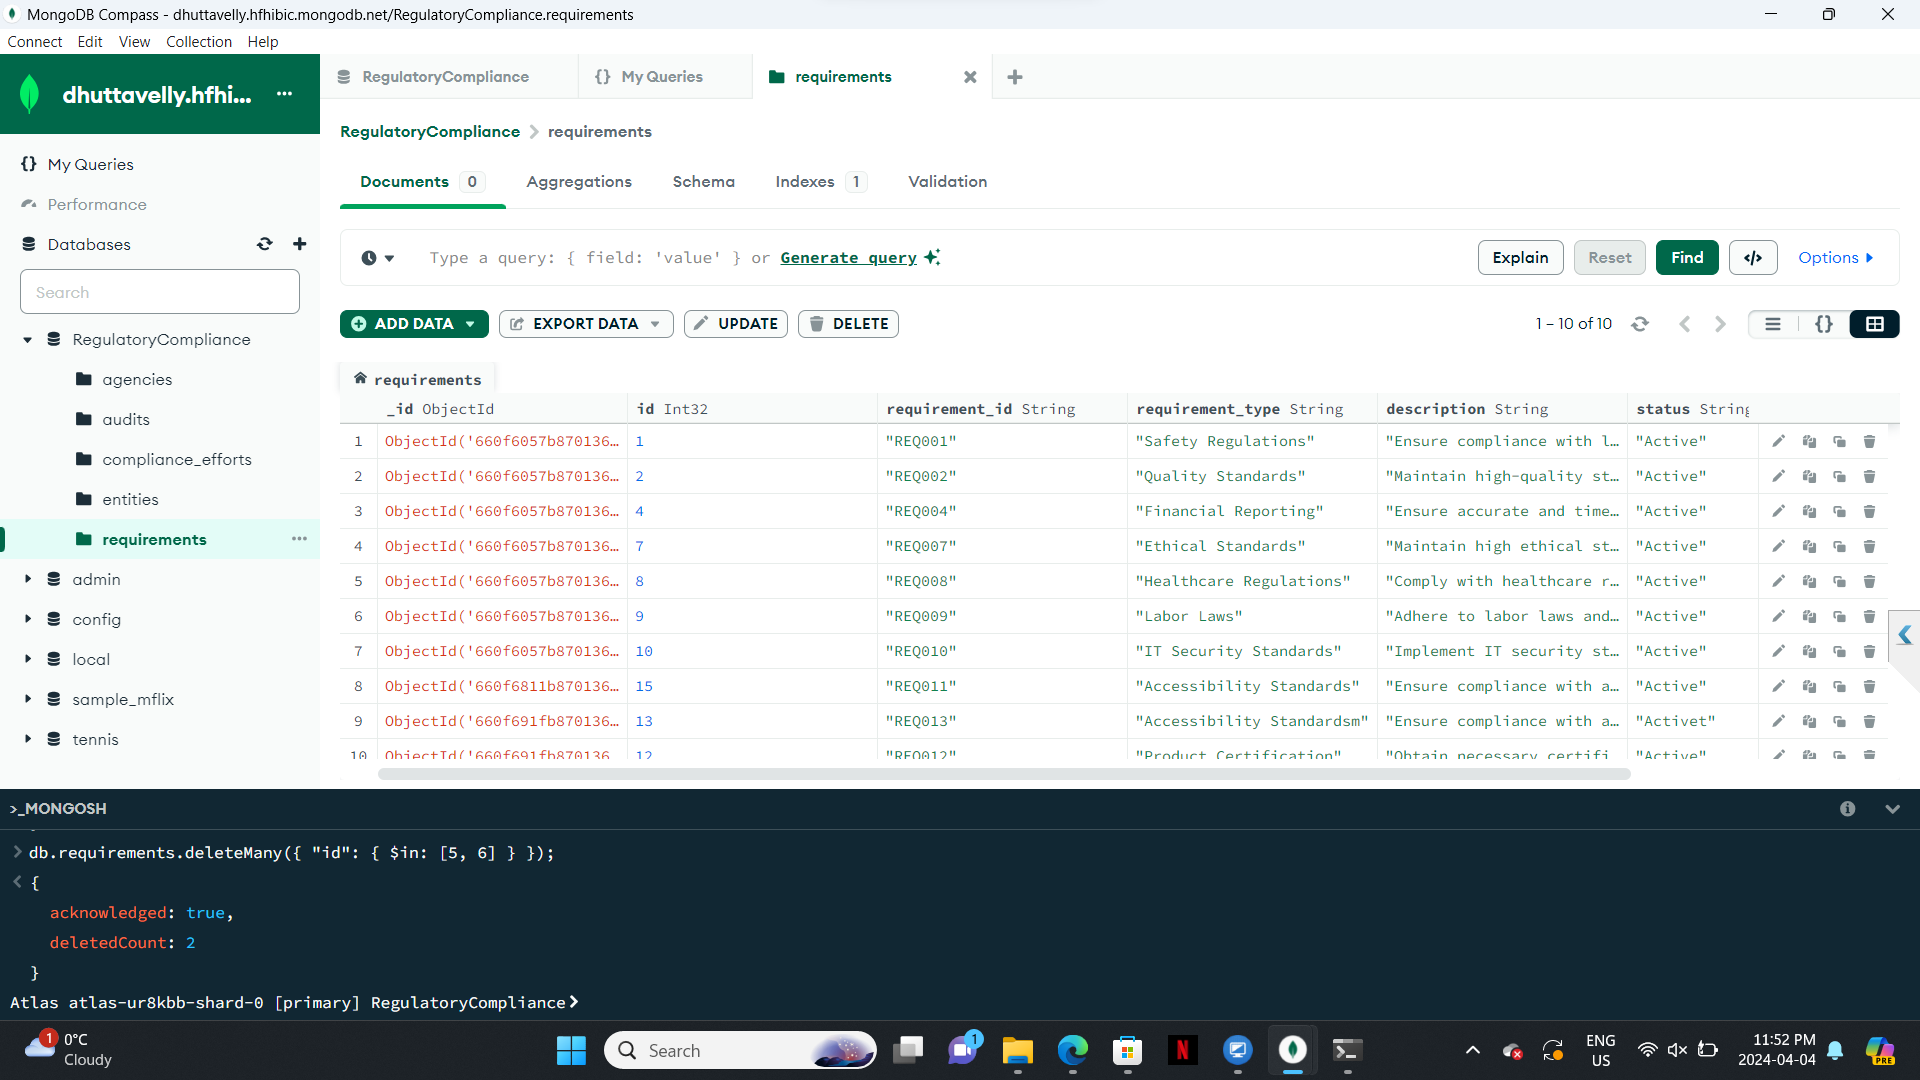 MongoDB Compass - dhuttavelly.hfhibic.mongodb.net/RegulatoryCompliance.requirements
Connect Edit View Collection Help
dhuttavelly.hfhi... ...
RegulatoryCompliance {} My Queries requirements
RegulatoryCompliance > requirements
{} My Queries
Performance
Databases
Search
RegulatoryCompliance
agencies
audits
compliance_efforts
entities
requirements ...
admin
config
local
sample_mflix
tennis
Documents 0 Aggregations Schema Indexes 1 Validation
Type a query: { field: 'value' } or Generate query
Explain Reset Find </> Options
ADD DATA EXPORT DATA UPDATE DELETE
1 – 10 of 10 {}
requirements
_id ObjectId id Int32 requirement_id String requirement_type String description String status String
1 ObjectId('660f6057b870136… 1 "REQ001" "Safety Regulations" "Ensure compliance with l… "Active"
2 ObjectId('660f6057b870136… 2 "REQ002" "Quality Standards" "Maintain high-quality st… "Active"
3 ObjectId('660f6057b870136… 4 "REQ004" "Financial Reporting" "Ensure accurate and time… "Active"
4 ObjectId('660f6057b870136… 7 "REQ007" "Ethical Standards" "Maintain high ethical st… "Active"
5 ObjectId('660f6057b870136… 8 "REQ008" "Healthcare Regulations" "Comply with healthcare r… "Active"
6 ObjectId('660f6057b870136… 9 "REQ009" "Labor Laws" "Adhere to labor laws and… "Active"
7 ObjectId('660f6057b870136… 10 "REQ010" "IT Security Standards" "Implement IT security st… "Active"
8 ObjectId('660f6811b870136… 15 "REQ011" "Accessibility Standards" "Ensure compliance with a… "Active"
9 ObjectId('660f691fb870136… 13 "REQ013" "Accessibility Standardsm" "Ensure compliance with a… "Activet"
10 ObjectId('660f691fb870136 12 "REQ012" "Product Certification" "Obtain necessary certifi "Active"
>_MONGOSH
> db.requirements.deleteMany({ "id": { $in: [5, 6] } });
< {
acknowledged: true,
deletedCount: 2
}
Atlas atlas-ur8kbb-shard-0 [primary] RegulatoryCompliance>
1 0°C
Cloudy
Search
1
N
ENG
US
11:52 PM
2024-04-04
PRE